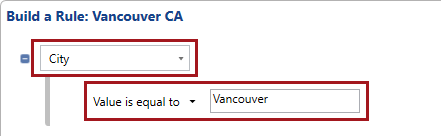 Build a Rule: Vancouver CA
City
Value is equal to Vancouver